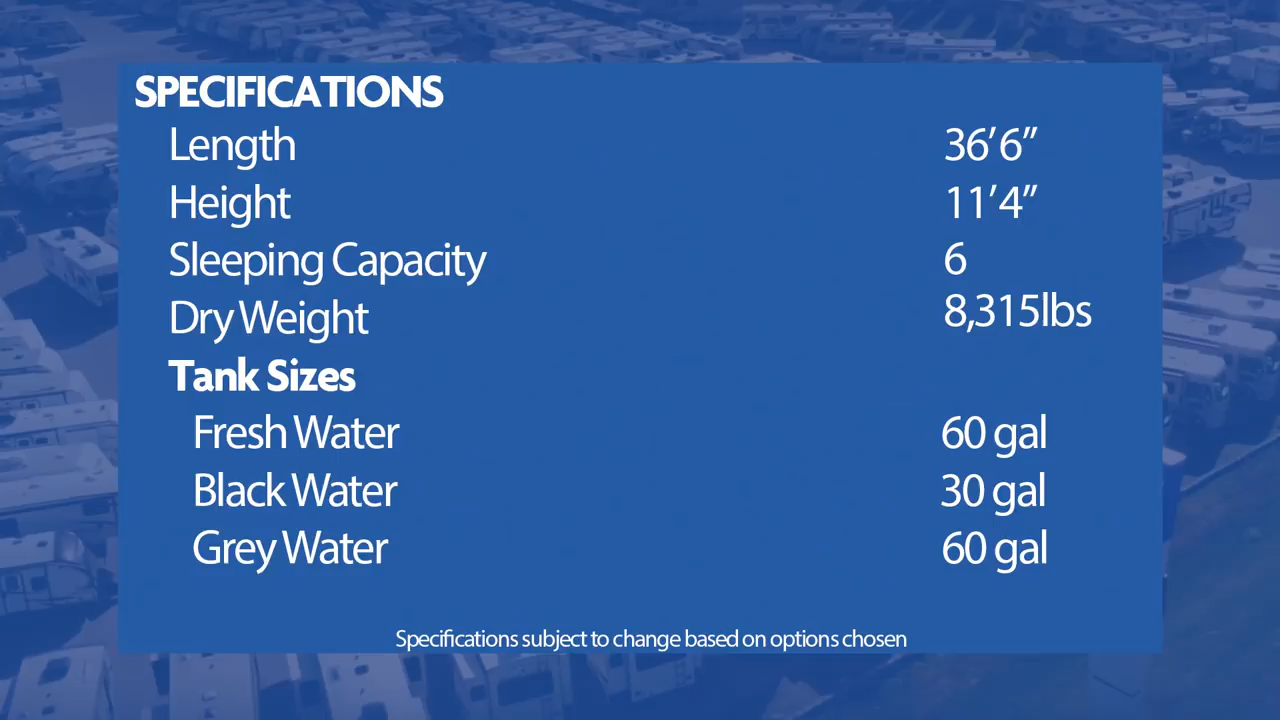 SPECIFICATIONS
Length 36’6”
Height 11’4”
Sleeping Capacity 6
Dry Weight 8,315lbs
Tank Sizes
Fresh Water 60 gal
Black Water 30 gal
Grey Water 60 gal
Specifications subject to change based on options chosen